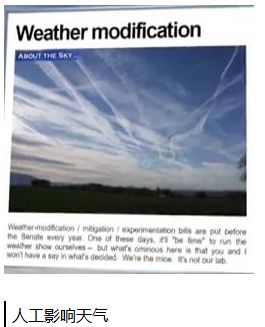 Weather modification
ABOUT THE SKY...
Weather-modification / mitigation / experimentation bills are put before
the Senate every year. One of these days, it'll "be time" to run the
weather show ourselves -- but what's ominous here is that you and I
won't have a say in what's decided. We're the mice. It's not our lab.
人工影响天气